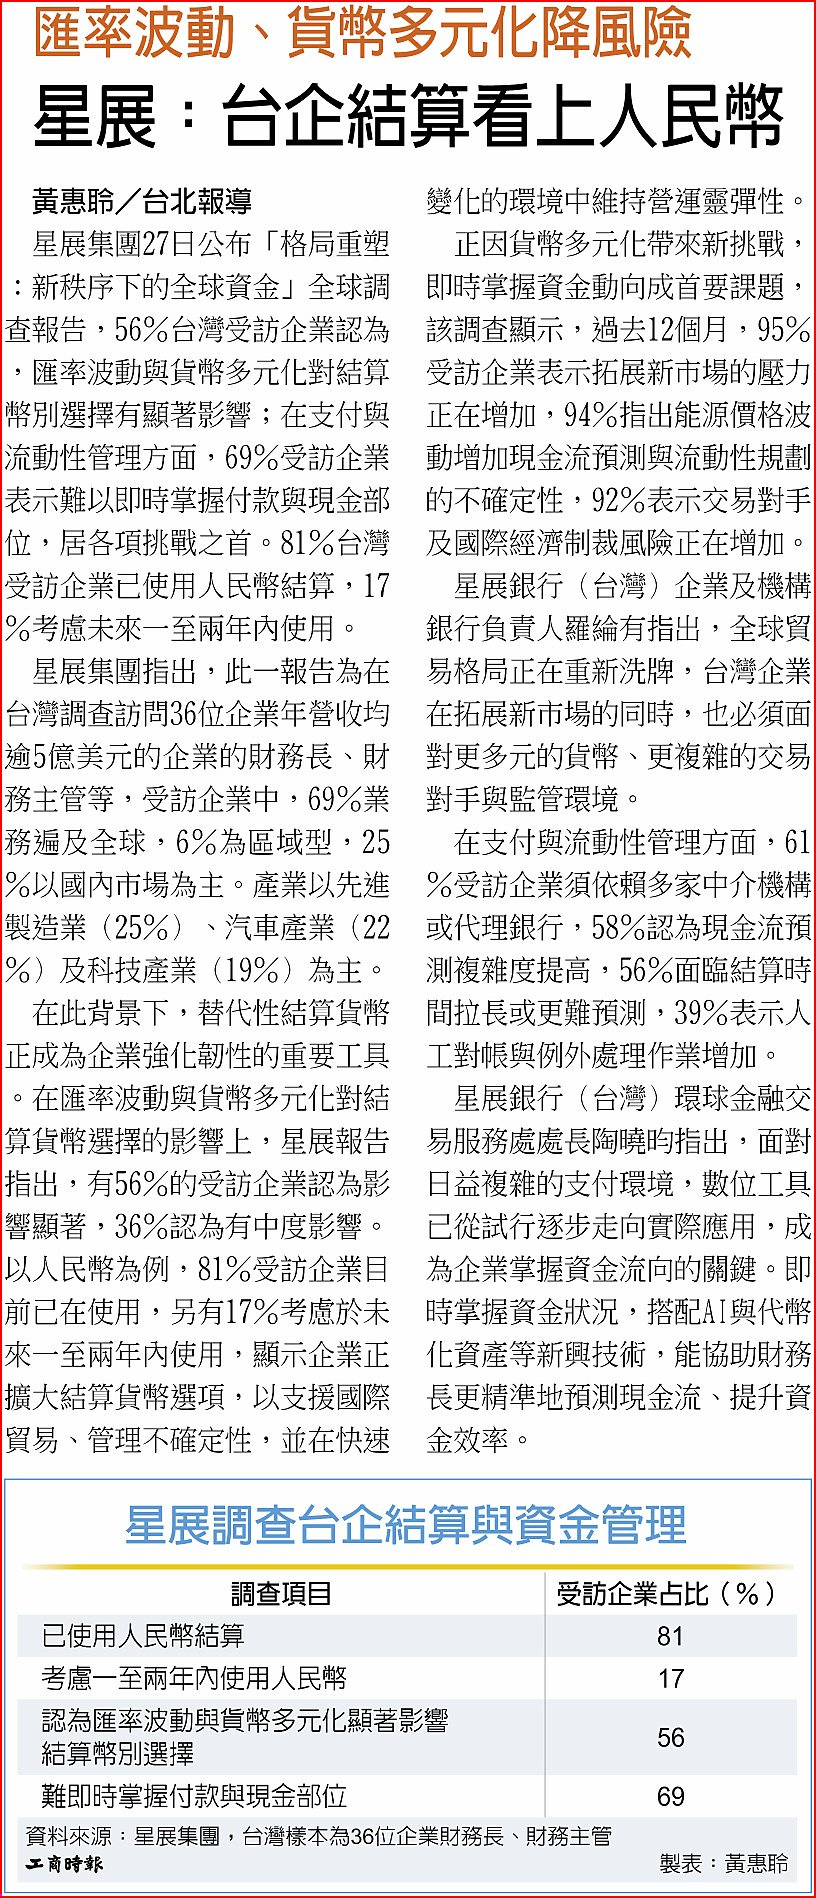 匯率波動、貨幣多元化降風險
星展：台企結算看上人民幣
黃惠聆／台北報導
星展集團27日公布「格局重塑
：新秩序下的全球資金」全球調
查報告，56%台灣受訪企業認為
，匯率波動與貨幣多元化對結算
幣別選擇有顯著影響；在支付與
流動性管理方面，69%受訪企業
表示難以即時掌握付款與現金部
位，居各項挑戰之首。81%台灣
受訪企業已使用人民幣結算，17
%考慮未來一至兩年內使用。
星展集團指出，此一報告為在
台灣調查訪問36位企業年營收均
逾5億美元的企業的財務長、財
務主管等，受訪企業中，69%業
務遍及全球，6%為區域型，25
%以國內市場為主。產業以先進
製造業（25%）、汽車產業（22
%）及科技產業（19%）為主。
在此背景下，替代性結算貨幣
正成為企業強化韌性的重要工具
。在匯率波動與貨幣多元化對結
算貨幣選擇的影響上，星展報告
指出，有56%的受訪企業認為影
響顯著，36%認為有中度影響。
以人民幣為例，81%受訪企業目
前已在使用，另有17%考慮於未
來一至兩年內使用，顯示企業正
擴大結算貨幣選項，以支援國際
貿易、管理不確定性，並在快速
變化的環境中維持營運靈彈性。
正因貨幣多元化帶來新挑戰，
即時掌握資金動向成首要課題，
該調查顯示，過去12個月，95%
受訪企業表示拓展新市場的壓力
正在增加，94%指出能源價格波
動增加現金流預測與流動性規劃
的不確定性，92%表示交易對手
及國際經濟制裁風險正在增加。
星展銀行（台灣）企業及機構
銀行負責人羅綸有指出，全球貿
易格局正在重新洗牌，台灣企業
在拓展新市場的同時，也必須面
對更多元的貨幣、更複雜的交易
對手與監管環境。
在支付與流動性管理方面，61
%受訪企業須依賴多家中介機構
或代理銀行，58%認為現金流預
測複雜度提高，56%面臨結算時
間拉長或更難預測，39%表示人
工對帳與例外處理作業增加。
星展銀行（台灣）環球金融交
易服務處處長陶曉昀指出，面對
日益複雜的支付環境，數位工具
已從試行逐步走向實際應用，成
為企業掌握資金流向的關鍵。即
時掌握資金狀況，搭配AI與代幣
化資產等新興技術，能協助財務
長更精準地預測現金流、提升資
金效率。
星展調查台企結算與資金管理
調查項目 受訪企業占比（%）
已使用人民幣結算 81
考慮一至兩年內使用人民幣 17
認為匯率波動與貨幣多元化顯著影響
結算幣別選擇 56
難即時掌握付款與現金部位 69
資料來源：星展集團，台灣樣本為36位企業財務長、財務主管
工商時報 製表：黃惠聆